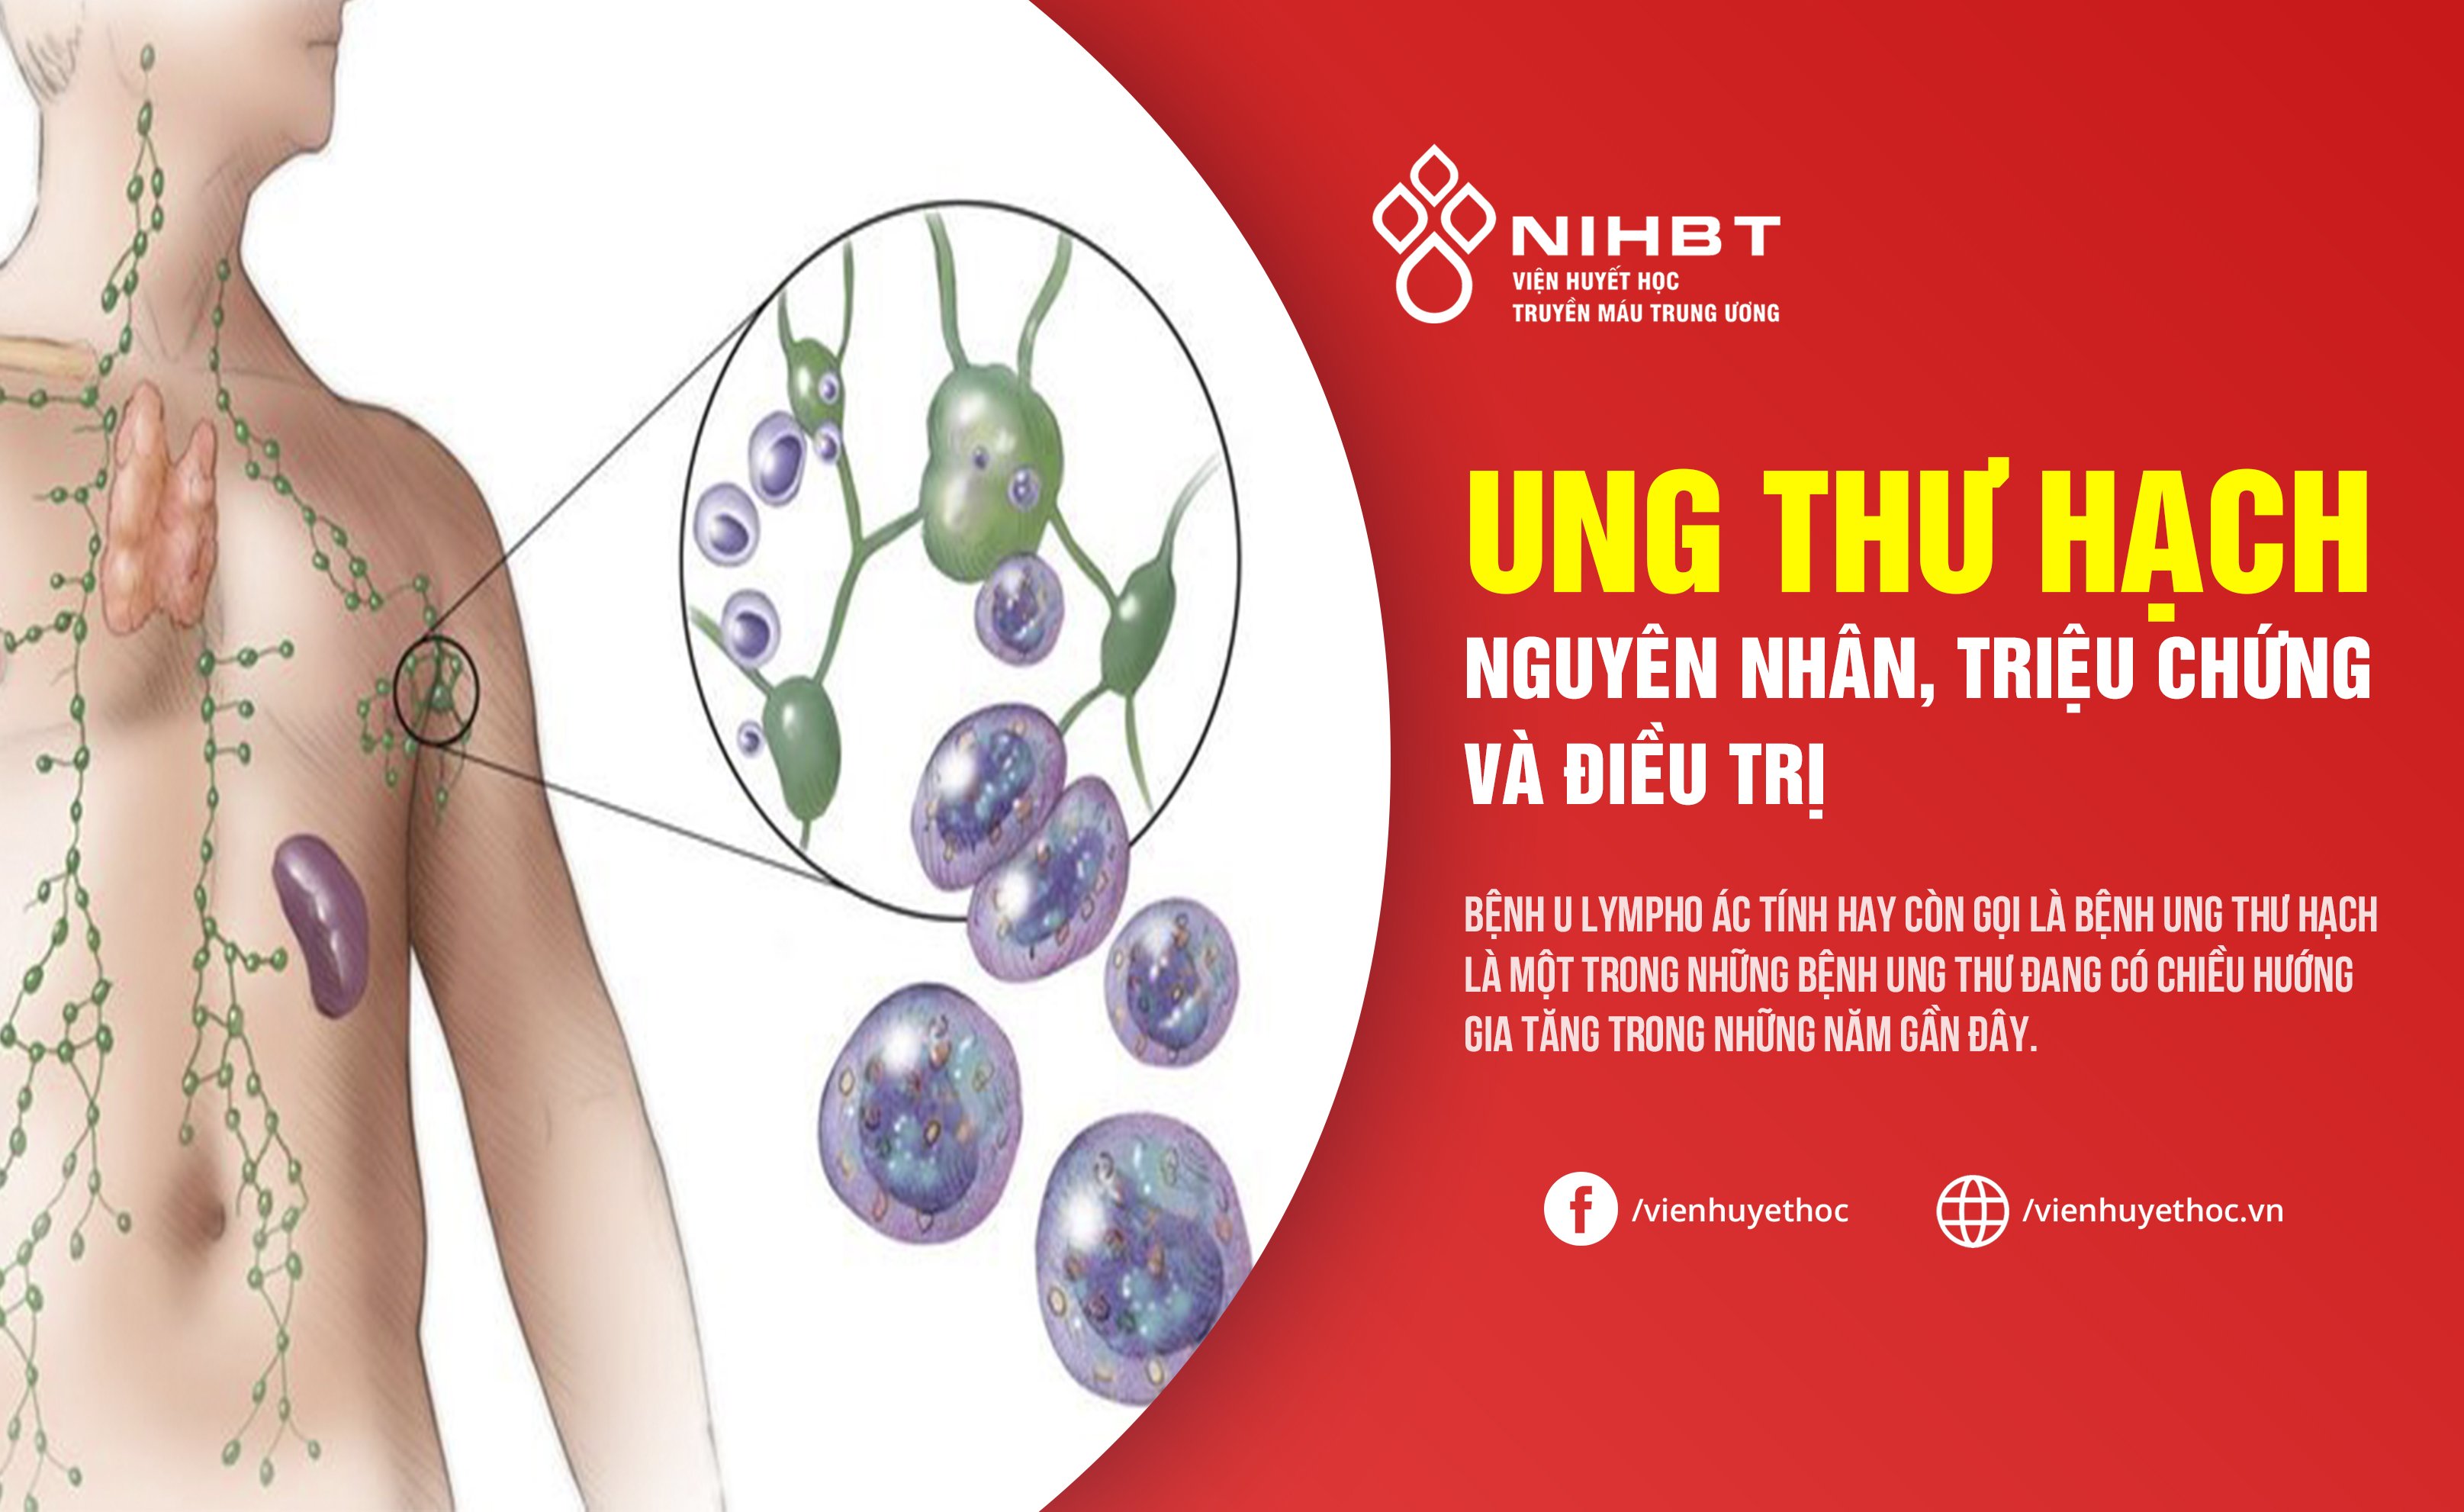 NIHBT
VIỆN HUYẾT HỌC
TRUYỀN MÁU TRUNG ƯƠNG
UNG THƯ HẠCH
NGUYÊN NHÂN, TRIỆU CHỨNG
VÀ ĐIỀU TRỊ
BỆNH U LYMPHO ÁC TÍNH HAY CÒN GỌI LÀ BỆNH UNG THƯ HẠCH
LÀ MỘT TRONG NHỮNG BỆNH UNG THƯ ĐANG CÓ CHIỀU HƯỚNG
GIA TĂNG TRONG NHỮNG NĂM GẦN ĐÂY.
/vienhuyethoc
/vienhuyethoc.vn